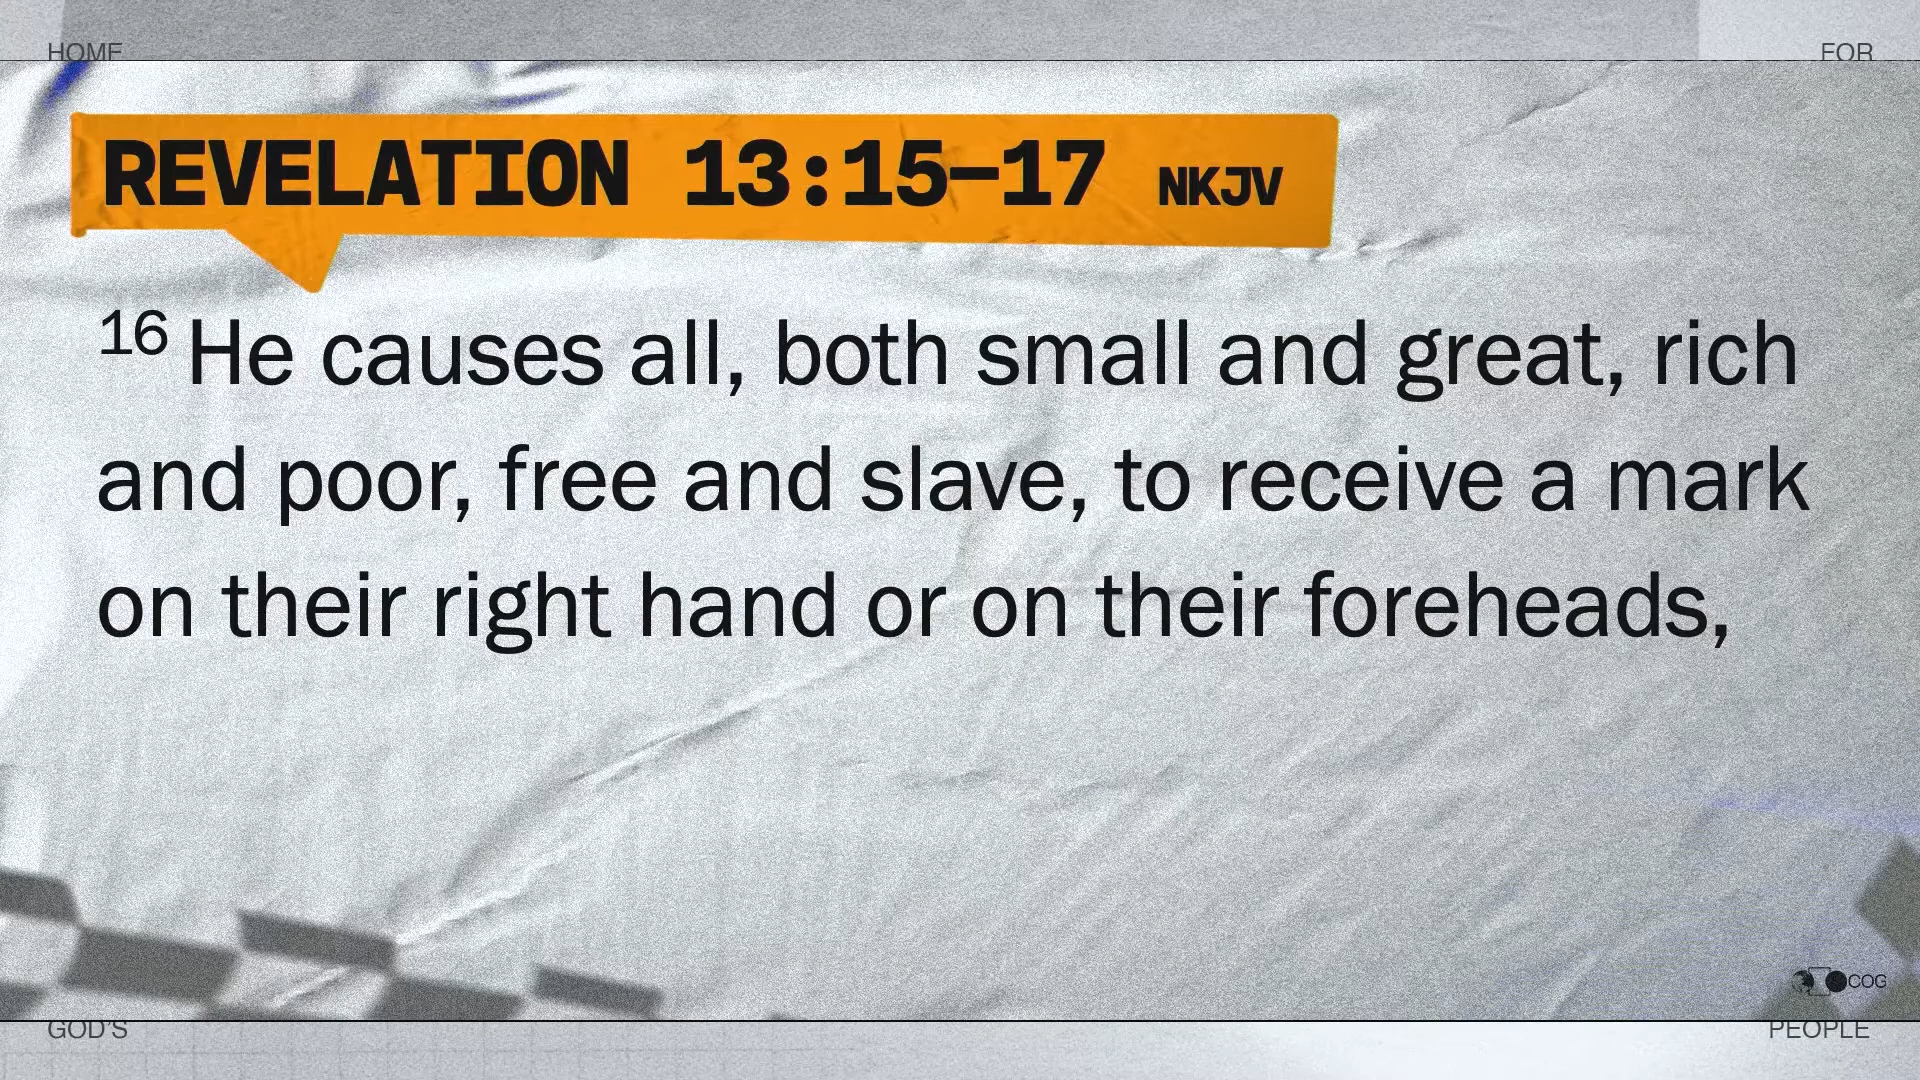 HOME
FOR
REVELATION 13:15–17 NKJV
16 He causes all, both small and great, rich
and poor, free and slave, to receive a mark
on their right hand or on their foreheads,
COG
GOD'S
PEOPLE